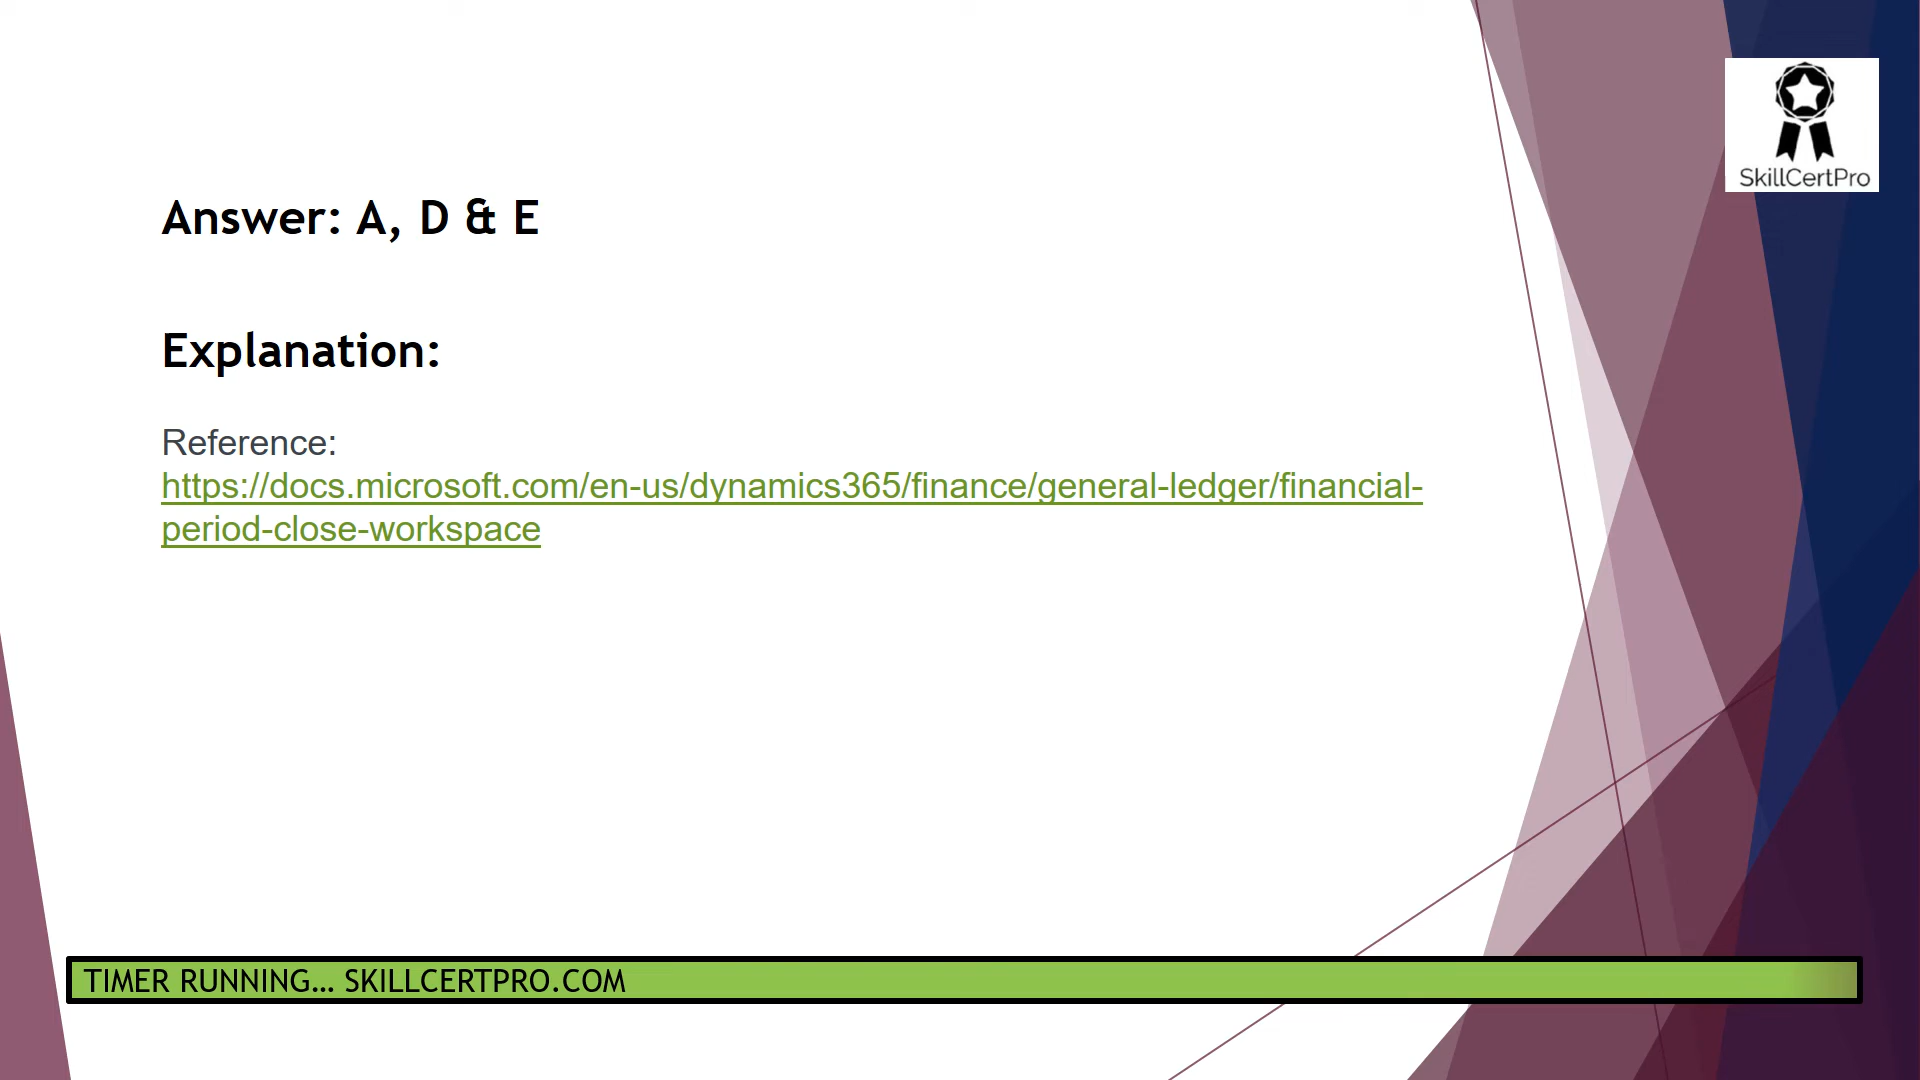 SkillCertPro
Answer: A, D & E
Explanation:
Reference:
https://docs.microsoft.com/en-us/dynamics365/finance/general-ledger/financial-
period-close-workspace
TIMER RUNNING... SKILLCERTPRO.COM